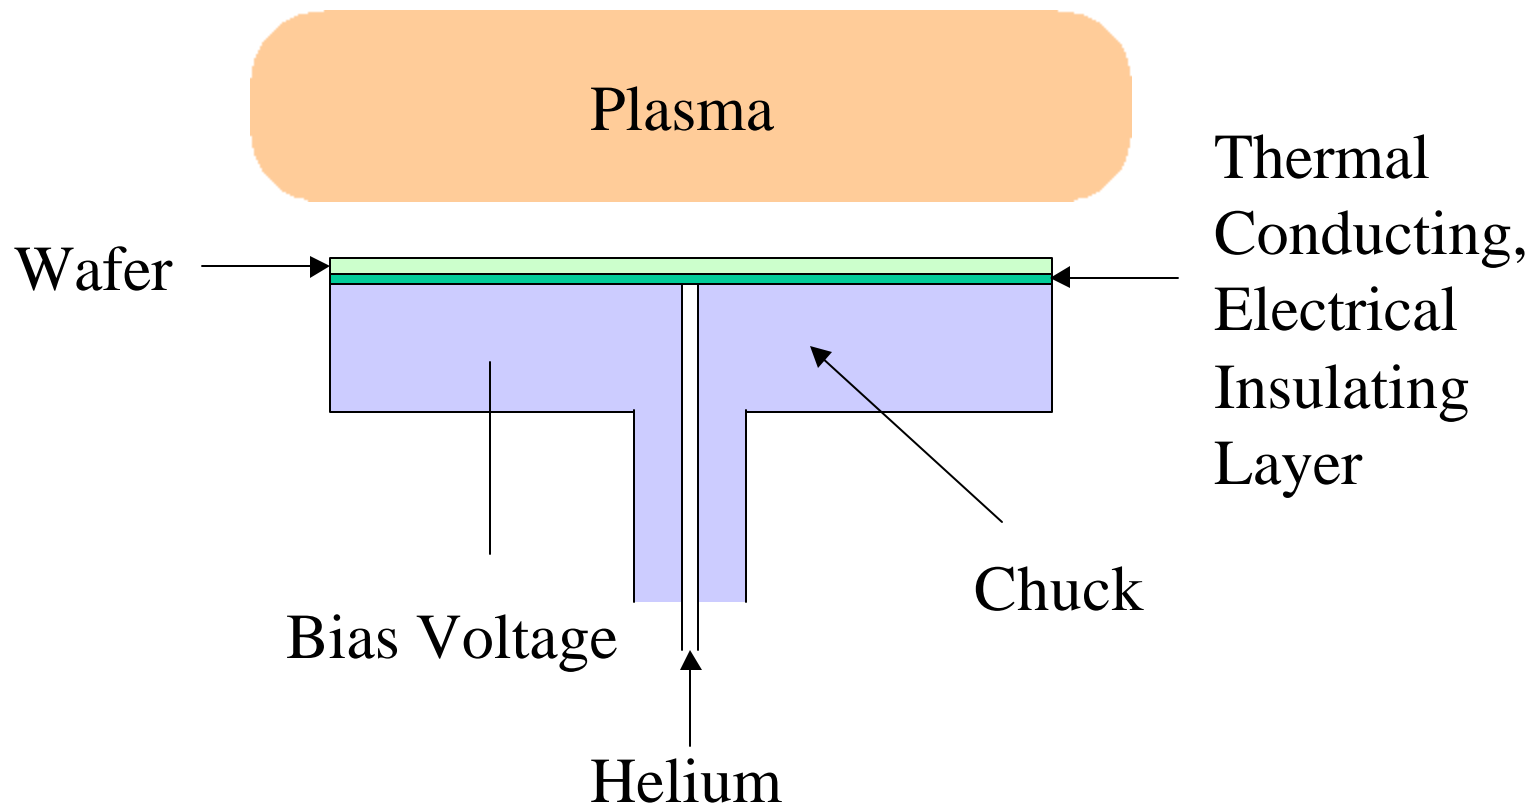 Plasma
Wafer
Thermal
Conducting,
Electrical
Insulating
Layer
Chuck
Bias Voltage
Helium